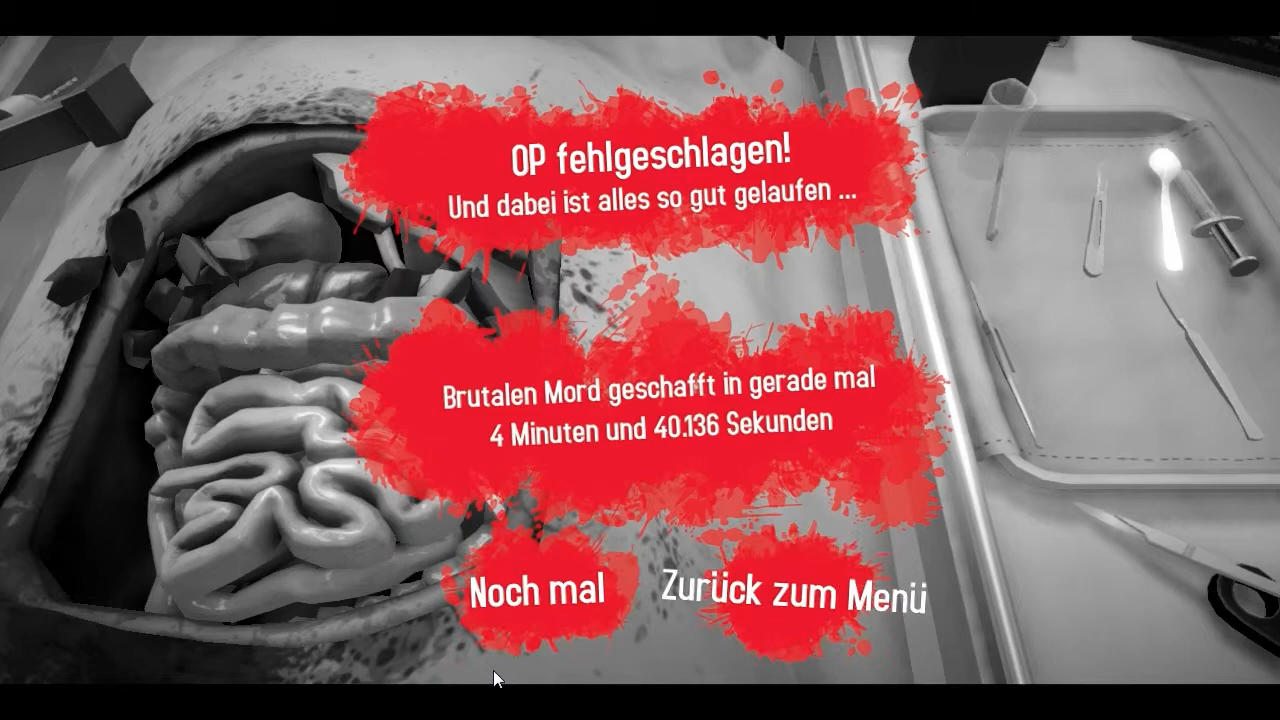 OP fehlgeschlagen!
Und dabei ist alles so gut gelaufen ...
Brutalen Mord geschafft in gerade mal
4 Minuten und 40.136 Sekunden
Noch mal
Zurück zum Menü